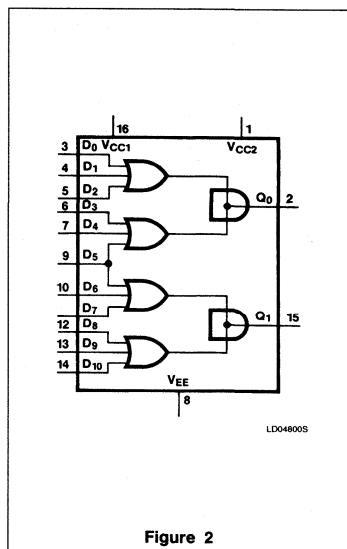 16
1
3 D0 VCC1 VCC2
4 D1
5 D2
6 D3
7 D4
Q0 2
9 D5
10 D6
D7
12 D8
13 D9
14 D10
Q1 15
VEE
8
LD04800S
Figure 2